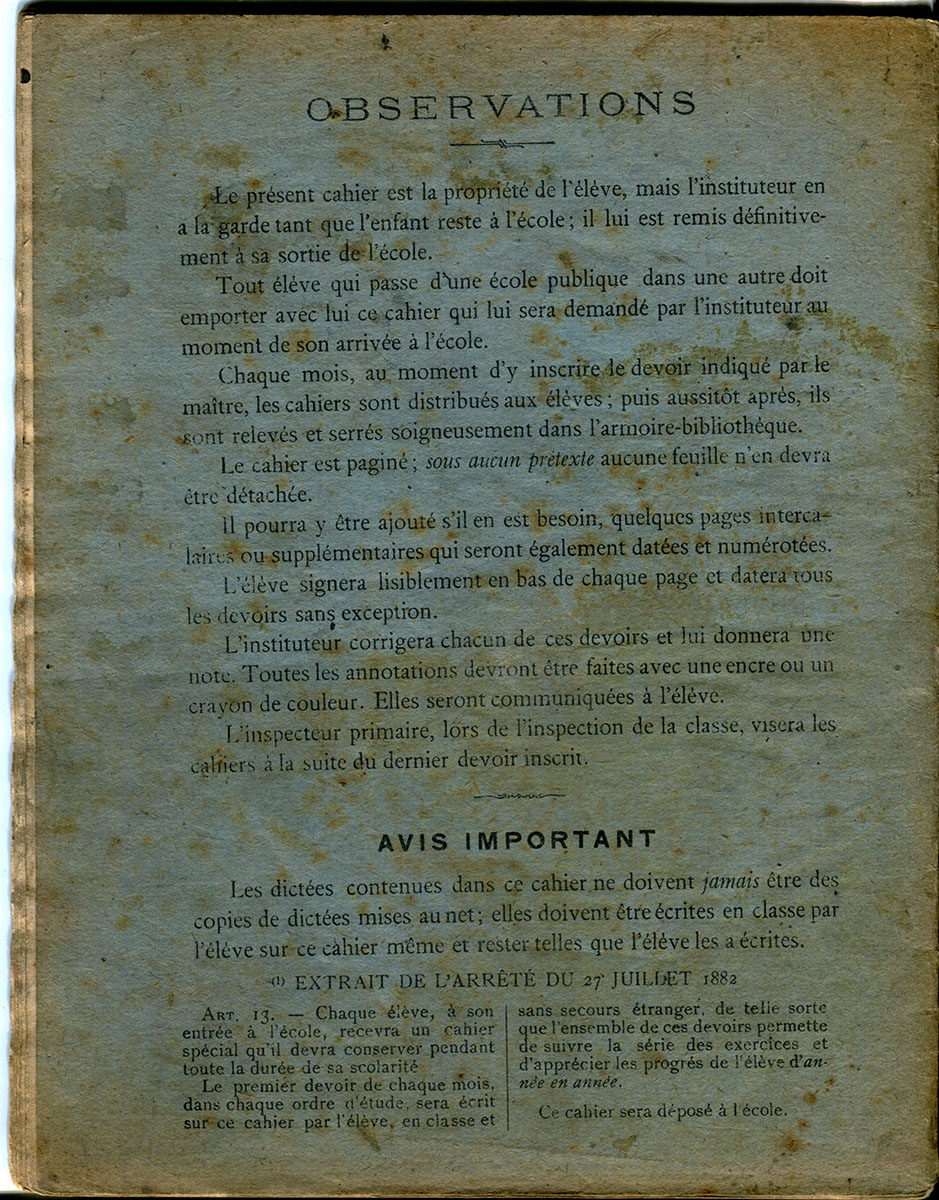 OBSERVATIONS
Le présent cahier est la propriété de l'élève, mais l'instituteur en
a la garde tant que l'enfant reste à l'école; il lui est remis définitive-
ment à sa sortie de l'école.
Tout élève qui passe d'une école publique dans une autre doit
emporter avec lui ce cahier qui lui sera demandé par l'instituteur au
moment de son arrivée à l'école.
Chaque mois, au moment d'y inscrire le devoir indiqué par le
maître, les cahiers sont distribués aux élèves; puis aussitôt après, ils
sont relevés et serrés soigneusement dans l'armoire-bibliothèque.
Le cahier est paginé; sous aucun prétexte aucune feuille n'en devra
être détachée.
Il pourra y être ajouté s'il en est besoin, quelques pages interca-
laires ou supplémentaires qui seront également datées et numérotées.
L'élève signera lisiblement en bas de chaque page et datera tous
les devoirs sans exception.
L'instituteur corrigera chacun de ces devoirs et lui donnera une
note. Toutes les annotations devront être faites avec une encre ou un
crayon de couleur. Elles seront communiquées à l'élève.
L'inspecteur primaire, lors de l'inspection de la classe, visera les
cahiers à la suite du dernier devoir inscrit.
AVIS IMPORTANT
Les dictées contenues dans ce cahier ne doivent jamais être des
copies de dictées mises au net; elles doivent être écrites en classe par
l'élève sur ce cahier même et rester telles que l'élève les a écrites.
(1) EXTRAIT DE L'ARRÊTÉ DU 27 JUILLET 1882
ART. 13. — Chaque élève, à son
entrée à l'école, recevra un cahier
spécial qu'il devra conserver pendant
toute la durée de sa scolarité
Le premier devoir de chaque mois,
dans chaque ordre d'étude, sera écrit
sur ce cahier par l'élève, en classe et
sans secours étranger, de telle sorte
que l'ensemble de ces devoirs permette
de suivre la série des exercices et
d'apprécier les progrés de l'élève d'an-
née en année.
Ce cahier sera déposé à l'école.